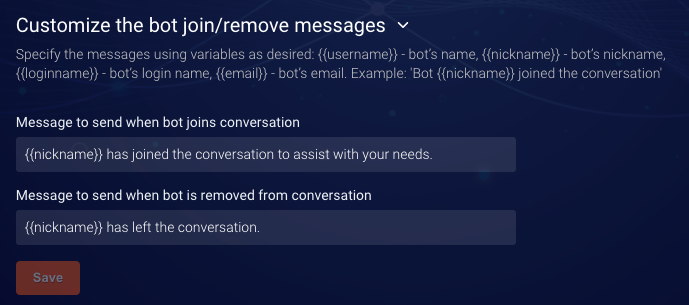 Customize the bot join/remove messages
Specify the messages using variables as desired: {{username}} - bot's name, {{nickname}} - bot's nickname,
{{loginname}} - bot's login name, {{email}} - bot's email. Example: 'Bot {{nickname}} joined the conversation'
Message to send when bot joins conversation
{{nickname}} has joined the conversation to assist with your needs.
Message to send when bot is removed from conversation
{{nickname}} has left the conversation.
Save